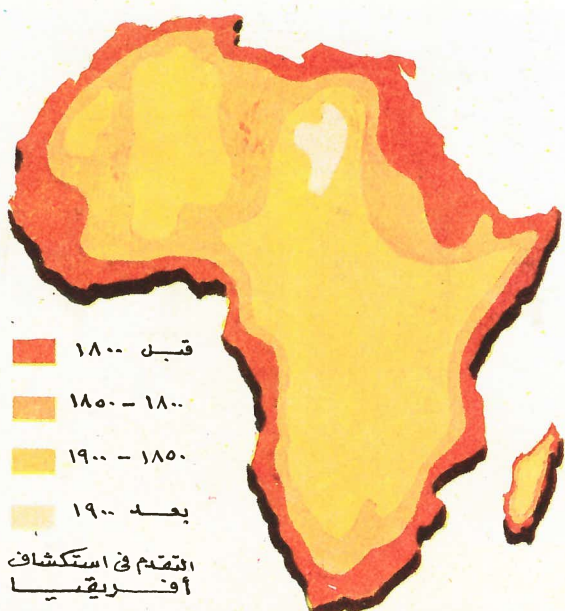 قبل ١٨٠٠
١٨٠٠ – ١٨٥٠
١٨٥٠ – ١٩٠٠
بعد ١٩٠٠
التقدم فى استكشاف
أفريقيا